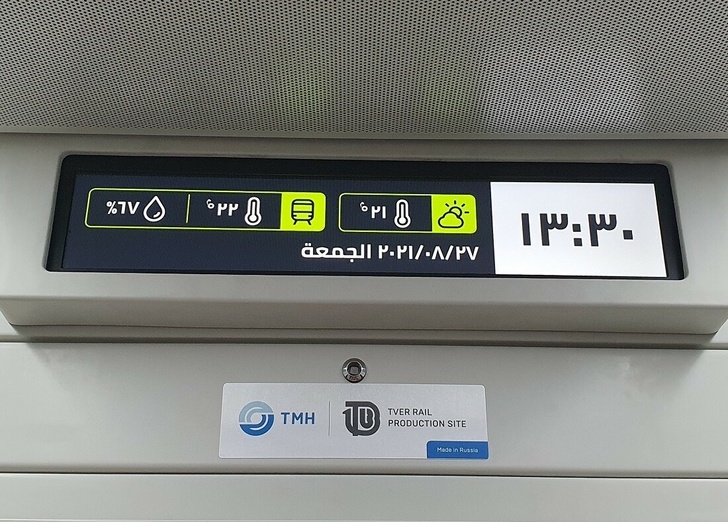 ١٣:٣٠
٢١°م
٢٢°م
٦٧%
٢٠٢١/٠٨/٢٧ الجمعة
TMH
TVER RAIL
PRODUCTION SITE
Made in Russia